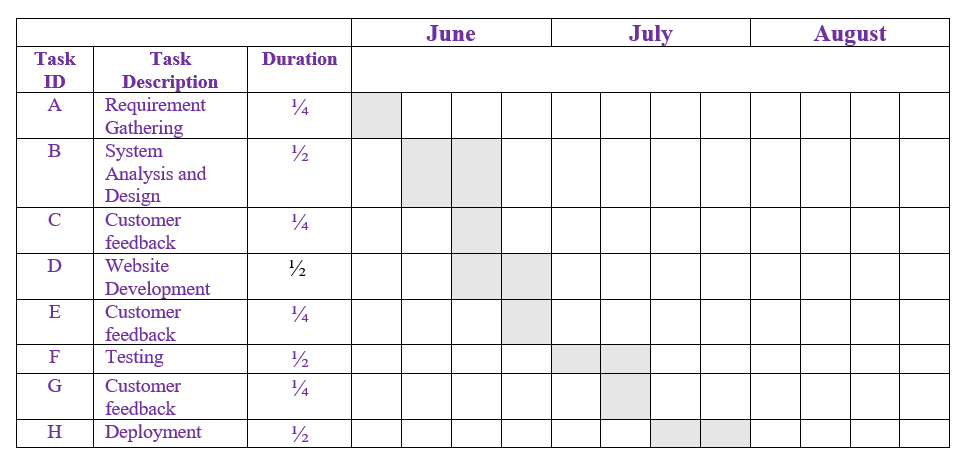 June July August
Task ID Task Description Duration
A Requirement Gathering ¼
B System Analysis and Design ½
C Customer feedback ¼
D Website Development ½
E Customer feedback ¼
F Testing ½
G Customer feedback ¼
H Deployment ½